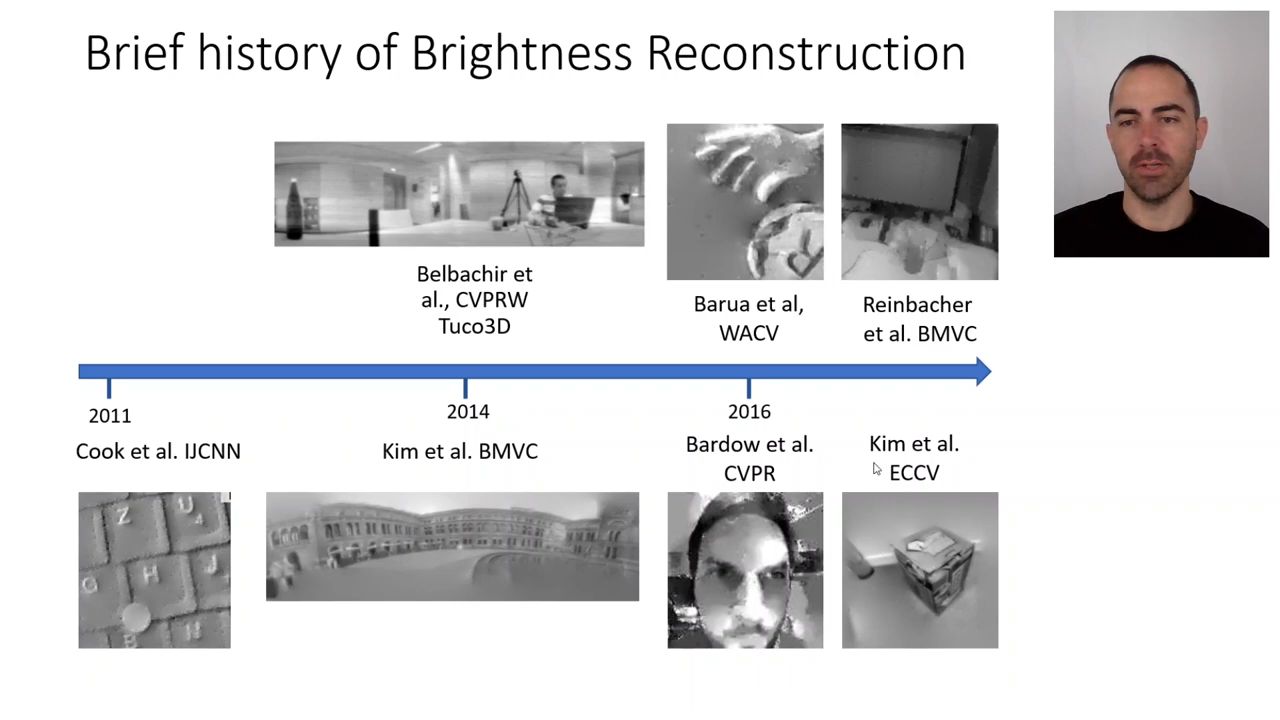 Brief history of Brightness Reconstruction
Belbachir et
al., CVPRW
Tuco3D
Barua et al,
WACV
Reinbacher
et al. BMVC
2011
2014
2016
Cook et al. IJCNN
Kim et al. BMVC
Bardow et al.
CVPR
Kim et al.
ECCV
Z
U
G
H
J
B
N